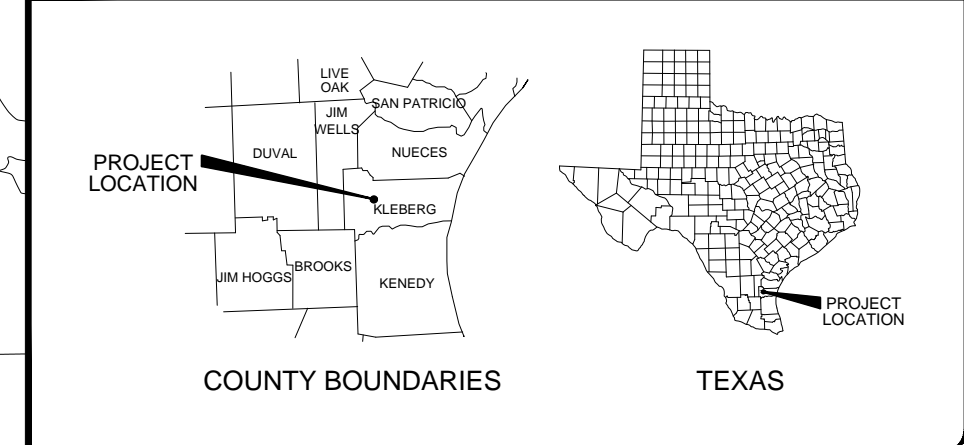 LIVE
OAK
SAN PATRICIO
JIM
WELLS
DUVAL
NUECES
PROJECT
LOCATION
KLEBERG
BROOKS
JIM HOGGS
KENEDY
COUNTY BOUNDARIES
PROJECT
LOCATION
TEXAS